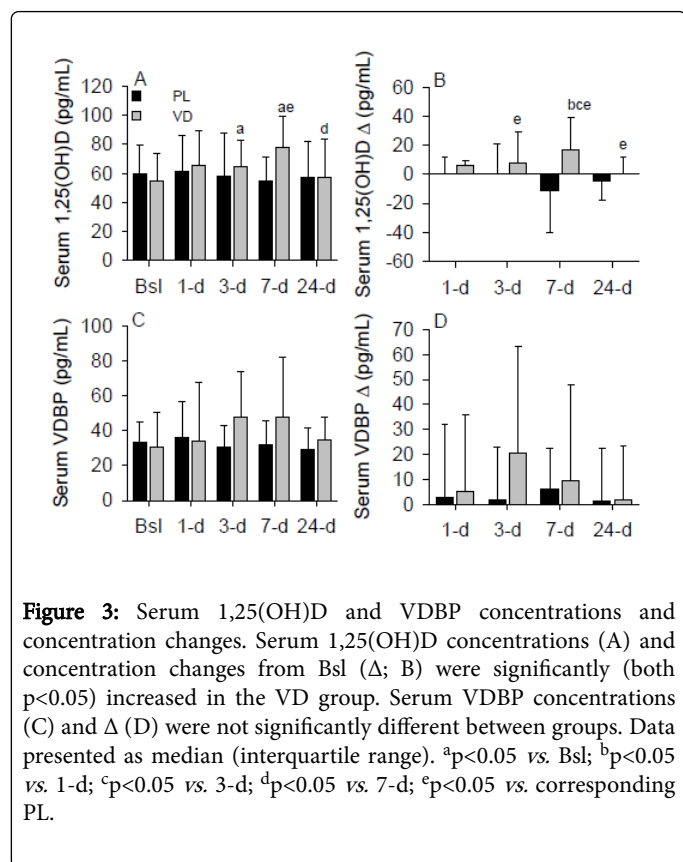 A
Serum 1,25(OH)D (pg/mL)
120
100
80
60
40
20
0
PL
VD
a
ae
d
Bsl 1-d 3-d 7-d 24-d
B
Serum 1,25(OH)D Δ (pg/mL)
60
40
20
0
-20
-40
-60
e
bce
e
1-d 3-d 7-d 24-d
C
Serum VDBP (pg/mL)
100
80
60
40
20
0
Bsl 1-d 3-d 7-d 24-d
D
Serum VDBP Δ (pg/mL)
70
60
50
40
30
20
10
0
1-d 3-d 7-d 24-d
Figure 3: Serum 1,25(OH)D and VDBP concentrations and
concentration changes. Serum 1,25(OH)D concentrations (A) and
concentration changes from Bsl (Δ; B) were significantly (both
p<0.05) increased in the VD group. Serum VDBP concentrations
(C) and Δ (D) were not significantly different between groups. Data
presented as median (interquartile range). ᵃp<0.05 vs. Bsl; ᵇp<0.05
vs. 1-d; ᶜp<0.05 vs. 3-d; ᵈp<0.05 vs. 7-d; ᵉp<0.05 vs. corresponding
PL.